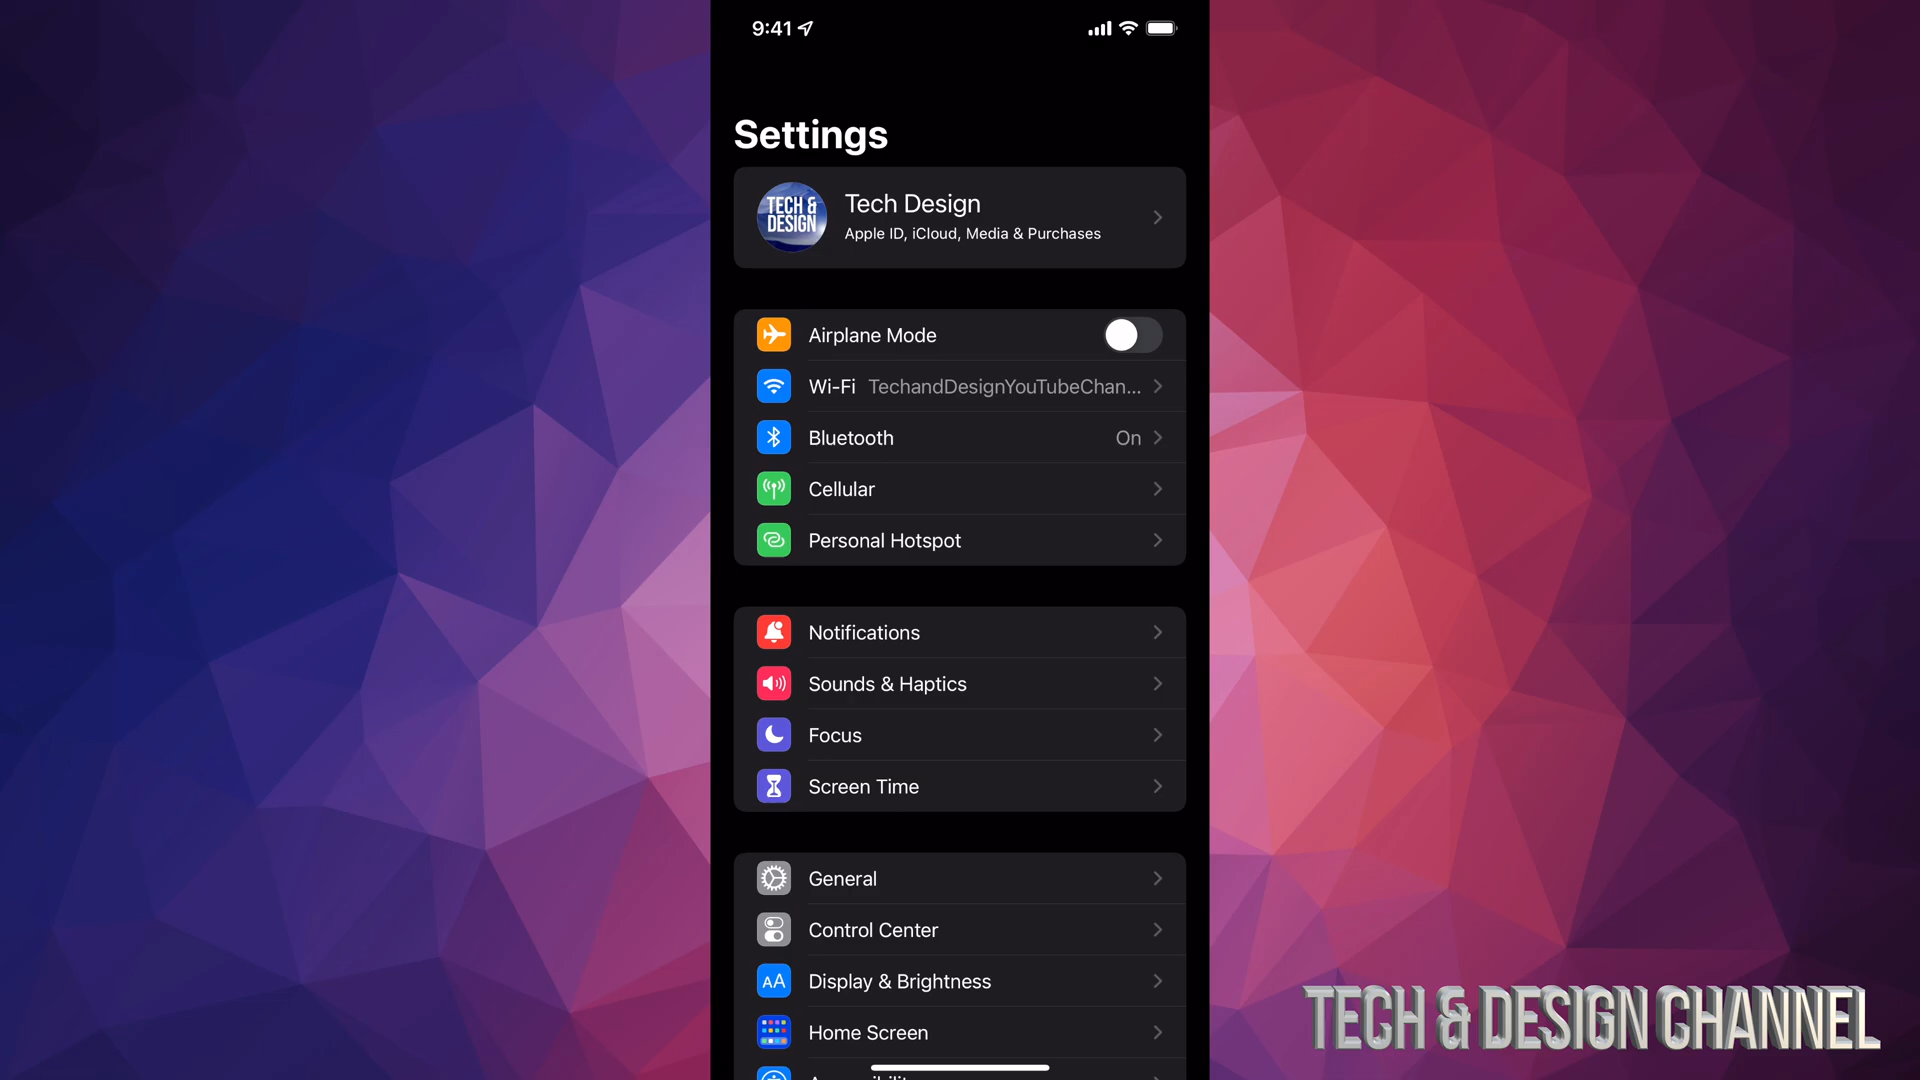 9:41
Settings
TECH &
DESIGN
Tech Design
Apple ID, iCloud, Media & Purchases
Airplane Mode
Wi-Fi TechandDesignYouTubeChan...
Bluetooth On
Cellular
Personal Hotspot
Notifications
Sounds & Haptics
Focus
Screen Time
General
Control Center
AA Display & Brightness
Home Screen
TECH & DESIGN CHANNEL